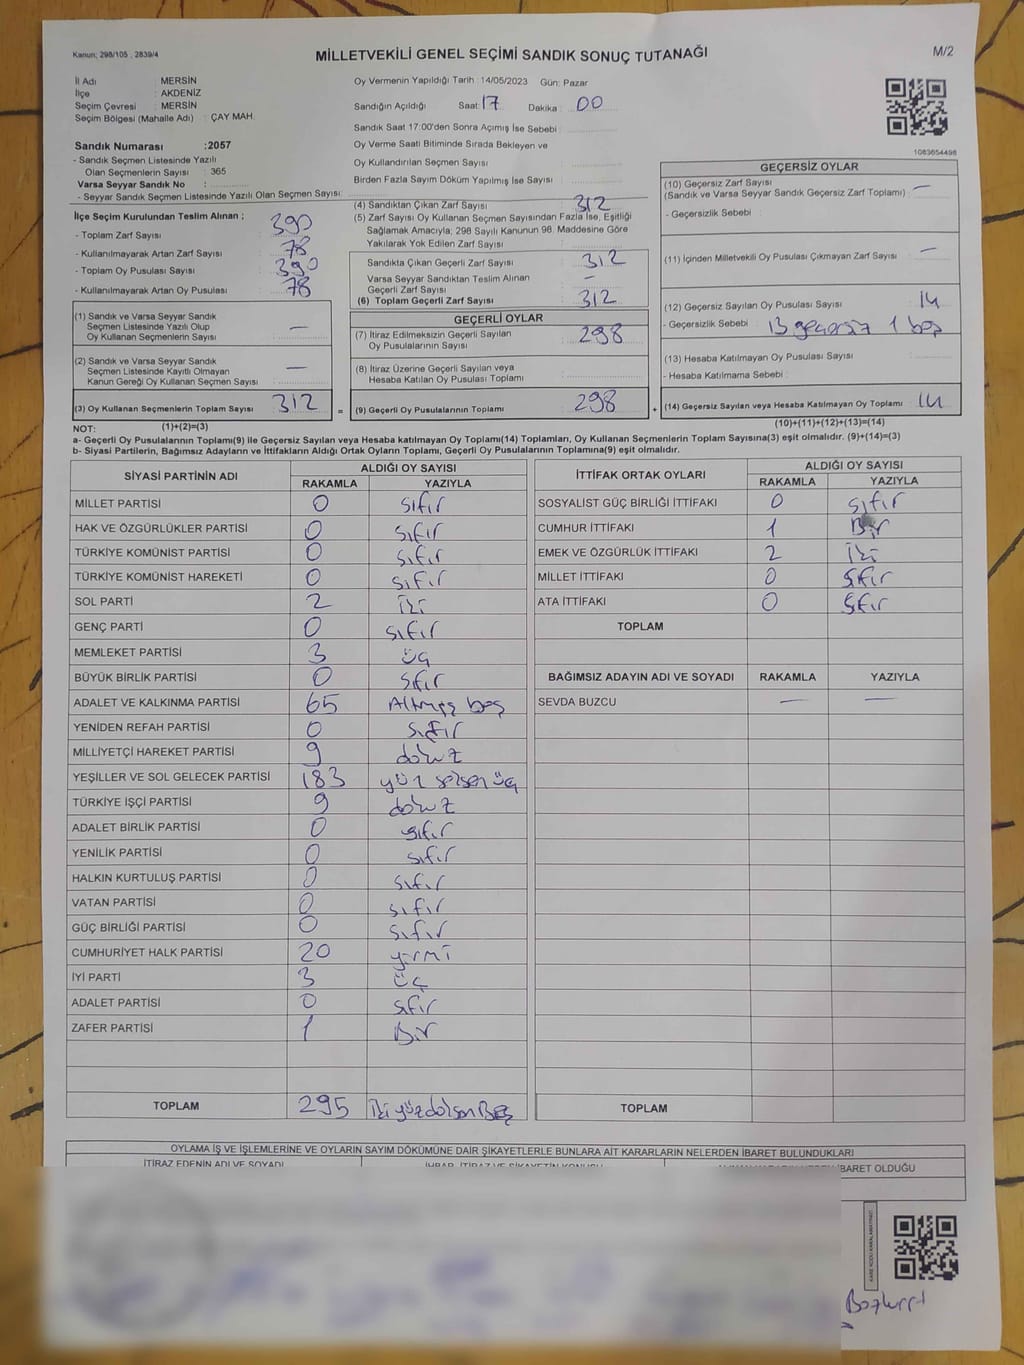 Kanun; 298/105 , 2839/4
MİLLETVEKİLİ GENEL SEÇİMİ SANDIK SONUÇ TUTANAĞI
M/2
İl Adı : MERSİN
İlçe : AKDENİZ
Seçim Çevresi : MERSİN
Seçim Bölgesi (Mahalle Adı) : ÇAY MAH.
Sandık Numarası :2057
- Sandık Seçmen Listesinde Yazılı
Olan Seçmenlerin Sayısı : 365
Varsa Seyyar Sandık No :
- Seyyar Sandık Seçmen Listesinde Yazılı Olan Seçmen Sayısı:
Oy Vermenin Yapıldığı Tarih : 14/05/2023 Gün: Pazar
Sandığın Açıldığı Saat: 17 Dakika : 00
Sandık Saat 17:00'den Sonra Açımış İse Sebebi :
Oy Verme Saati Bitiminde Sırada Bekleyen ve
Oy Kullandırılan Seçmen Sayısı :
Birden Fazla Sayım Döküm Yapılmış İse Sayısı :
1083654498
İlçe Seçim Kurulundan Teslim Alınan ;
- Toplam Zarf Sayısı : 390
- Kullanılmayarak Artan Zarf Sayısı : 78
- Toplam Oy Pusulası Sayısı : 390
- Kullanılmayarak Artan Oy Pusulası : 78
(1) Sandık ve Varsa Seyyar Sandık
Seçmen Listesinde Yazılı Olup
Oy Kullanan Seçmenlerin Sayısı : —
(2) Sandık ve Varsa Seyyar Sandık
Seçmen Listesinde Kayıtlı Olmayan
Kanun Gereği Oy Kullanan Seçmen Sayısı : —
(3) Oy Kullanan Seçmenlerin Toplam Sayısı 312
(4) Sandıktan Çıkan Zarf Sayısı : 312
(5) Zarf Sayısı Oy Kullanan Seçmen Sayısından Fazla İse, Eşitliği
Sağlamak Amacıyla; 298 Sayılı Kanunun 98. Maddesine Göre
Yakılarak Yok Edilen Zarf Sayısı :
Sandıkta Çıkan Geçerli Zarf Sayısı : 312
Varsa Seyyar Sandıktan Teslim Alınan
Geçerli Zarf Sayısı : —
(6) Toplam Geçerli Zarf Sayısı : 312
GEÇERLİ OYLAR
(7) İtiraz Edilmeksizin Geçerli Sayılan
Oy Pusulalarının Sayısı : 298
(8) İtiraz Üzerine Geçerli Sayılan veya
Hesaba Katılan Oy Pusulası Toplamı :
= (9) Geçerli Oy Pusulalarının Toplamı : 298
GEÇERSİZ OYLAR
(10) Geçersiz Zarf Sayısı
(Sandık ve Varsa Seyyar Sandık Geçersiz Zarf Toplamı) : —
- Geçersizlik Sebebi :
(11) İçinden Milletvekili Oy Pusulası Çıkmayan Zarf Sayısı : —
(12) Geçersiz Sayılan Oy Pusulası Sayısı : 14
- Geçersizlik Sebebi : 13 geçersiz 1 boş
(13) Hesaba Katılmayan Oy Pusulası Sayısı :
- Hesaba Katılmama Sebebi :
+ (14) Geçersiz Sayılan veya Hesaba Katılmayan Oy Toplamı : 14
NOT: (1)+(2)=(3)
(10)+(11)+(12)+(13)=(14)
a- Geçerli Oy Pusulalarının Toplamı(9) ile Geçersiz Sayılan veya Hesaba katılmayan Oy Toplamı(14) Toplamları, Oy Kullanan Seçmenlerin Toplam Sayısına(3) eşit olmalıdır. (9)+(14)=(3)
b- Siyasi Partilerin, Bağımsız Adayların ve İttifakların Aldığı Ortak Oyların Toplamı, Geçerli Oy Pusulalarının Toplamına(9) eşit olmalıdır.
SİYASİ PARTİNİN ADI ALDIĞI OY SAYISI
RAKAMLA YAZIYLA
MİLLET PARTİSİ 0 sıfır
HAK VE ÖZGÜRLÜKLER PARTİSİ 0 sıfır
TÜRKİYE KOMÜNİST PARTİSİ 0 sıfır
TÜRKİYE KOMÜNİST HAREKETİ 0 sıfır
SOL PARTİ 2 iki
GENÇ PARTİ 0 sıfır
MEMLEKET PARTİSİ 3 üç
BÜYÜK BİRLİK PARTİSİ 0 sıfır
ADALET VE KALKINMA PARTİSİ 65 Altmış beş
YENİDEN REFAH PARTİSİ 0 sıfır
MİLLİYETÇİ HAREKET PARTİSİ 9 dokuz
YEŞİLLER VE SOL GELECEK PARTİSİ 183 yüz seksen üç
TÜRKİYE İŞÇİ PARTİSİ 9 dokuz
ADALET BİRLİK PARTİSİ 0 sıfır
YENİLİK PARTİSİ 0 sıfır
HALKIN KURTULUŞ PARTİSİ 0 sıfır
VATAN PARTİSİ 0 sıfır
GÜÇ BİRLİĞİ PARTİSİ 0 sıfır
CUMHURİYET HALK PARTİSİ 20 yirmi
İYİ PARTİ 3 üç
ADALET PARTİSİ 0 sıfır
ZAFER PARTİSİ 1 Bir
TOPLAM 295 iki yüz doksan Beş
İTTİFAK ORTAK OYLARI ALDIĞI OY SAYISI
RAKAMLA YAZIYLA
SOSYALİST GÜÇ BİRLİĞİ İTTİFAKI 0 sıfır
CUMHUR İTTİFAKI 1 Bir
EMEK VE ÖZGÜRLÜK İTTİFAKI 2 İki
MİLLET İTTİFAKI 0 sıfır
ATA İTTİFAKI 0 sıfır
TOPLAM
BAĞIMSIZ ADAYIN ADI VE SOYADI RAKAMLA YAZIYLA
SEVDA BUZCU — —
TOPLAM
OYLAMA İŞ VE İŞLEMLERİNE VE OYLARIN SAYIM DÖKÜMÜNE DAİR ŞİKAYETLERLE BUNLARA AİT KARARLARIN NELERDEN İBARET BULUNDUKLARI
İTİRAZ EDENİN ADI VE SOYADI İHBAR, İTİRAZ VE ŞİKAYETİN KONUSU İBARET OLDUĞU
KARE KODU KARALAMAYINIZ!
Bozkurt